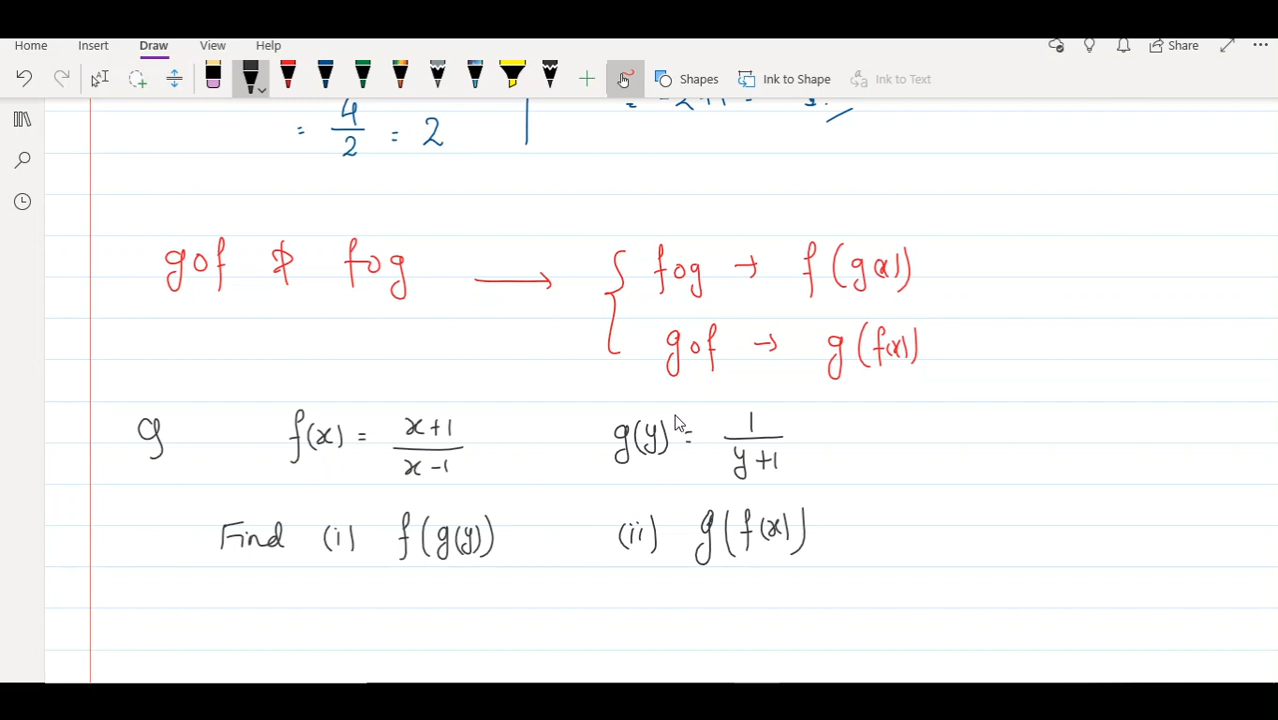 Home Insert Draw View Help Share
Shapes Ink to Shape Ink to Text
= 4/2 = 2
gof & fog → { fog → f(g(x))
gof → g(f(x))
f(x) = x+1/x-1 g(y) = 1/y+1
Find (i) f(g(y)) (ii) g(f(x))